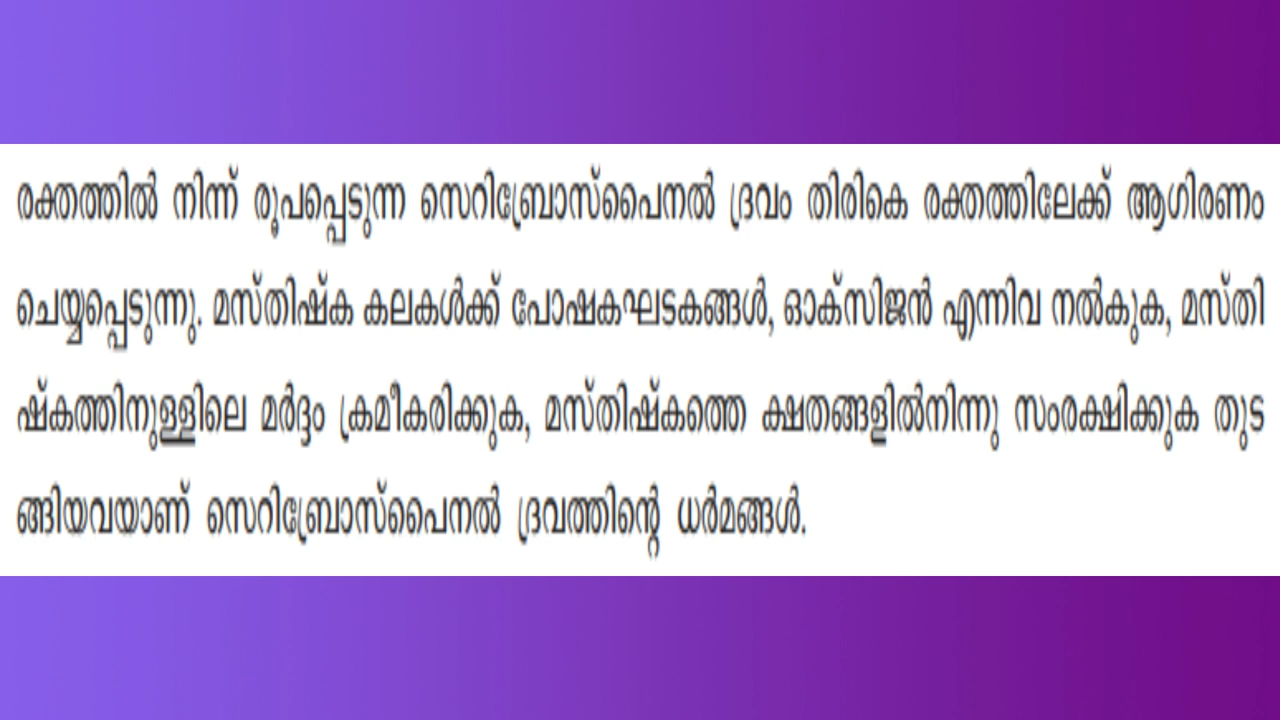 രക്തത്തിൽ നിന്ന് രൂപപ്പെടുന്ന സെറിബ്രോസ്പൈനൽ ദ്രവം തിരികെ രക്തത്തിലേക്ക് ആഗിരണം
ചെയ്യപ്പെടുന്നു. മസ്തിഷ്ക കലകൾക്ക് പോഷകഘടകങ്ങൾ, ഓക്സിജൻ എന്നിവ നൽകുക, മസ്തി
ഷ്കത്തിനുള്ളിലെ മർദ്ദം ക്രമീകരിക്കുക, മസ്തിഷ്കത്തെ ക്ഷതങ്ങളിൽനിന്നു സംരക്ഷിക്കുക തുട
ങ്ങിയവയാണ് സെറിബ്രോസ്പൈനൽ ദ്രവത്തിന്റെ ധർമങ്ങൾ.